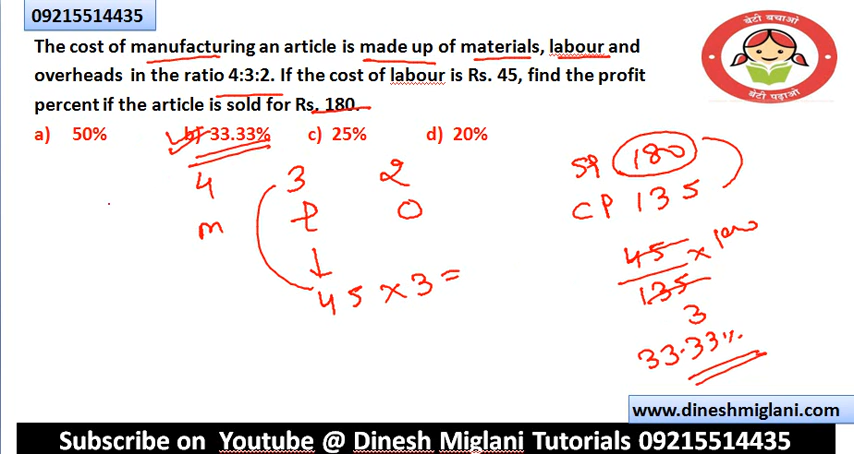 09215514435
बेटी बचाओ
The cost of manufacturing an article is made up of materials, labour and
overheads in the ratio 4:3:2. If the cost of labour is Rs. 45, find the profit
percent if the article is sold for Rs. 180.
बेटी पढ़ाओ
a) 50% b) 33.33% c) 25% d) 20%
4 3 2
m L O
45 x 3 =
SP 180
CP 135
45 x 100
135
3
33.33%
www.dineshmiglani.com
Subscribe on Youtube @ Dinesh Miglani Tutorials 09215514435